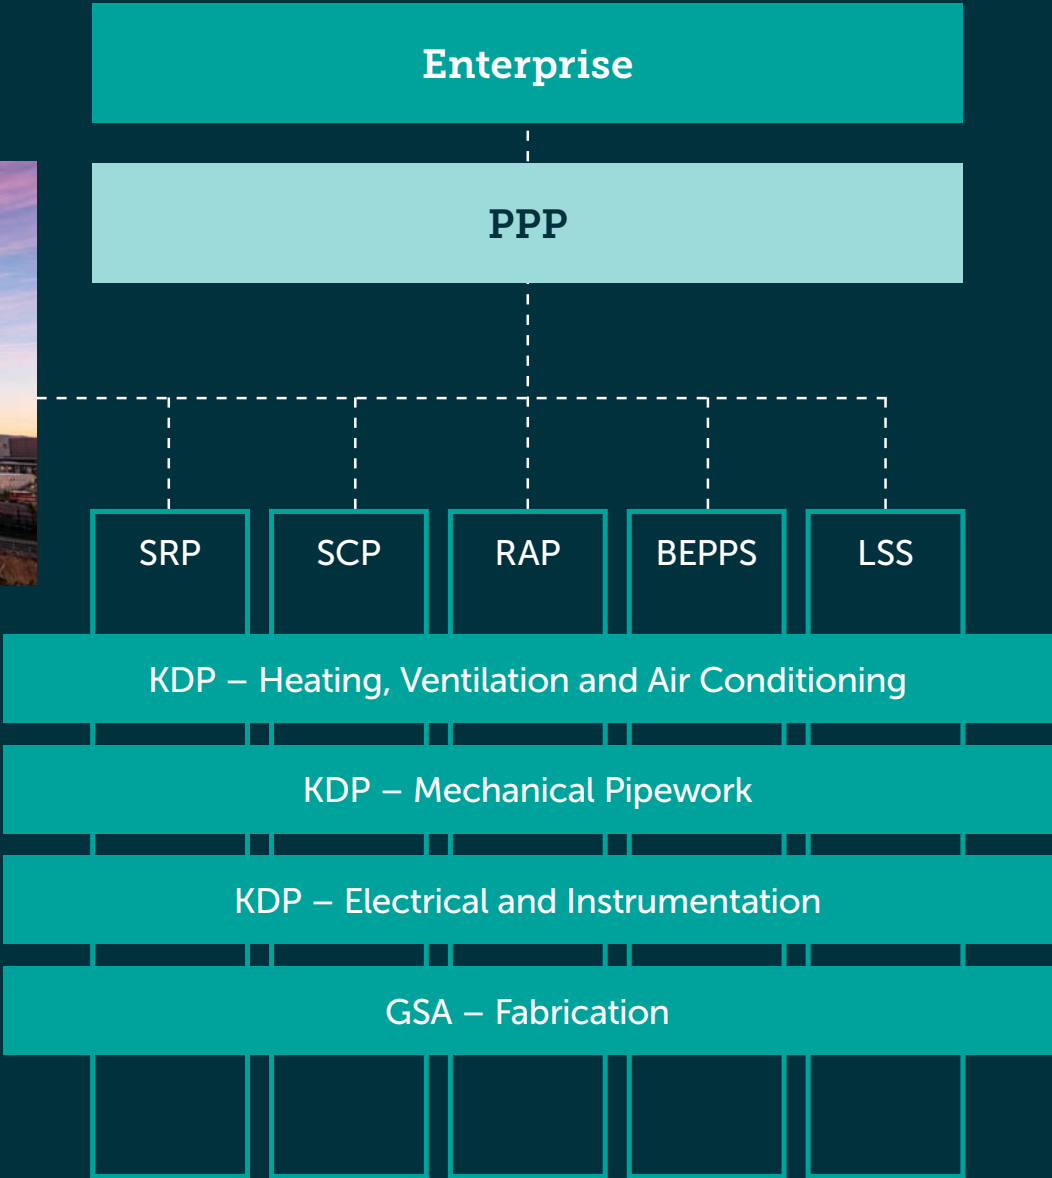 Enterprise
PPP
SRP
SCP
RAP
BEPPS
LSS
KDP – Heating, Ventilation and Air Conditioning
KDP – Mechanical Pipework
KDP – Electrical and Instrumentation
GSA – Fabrication